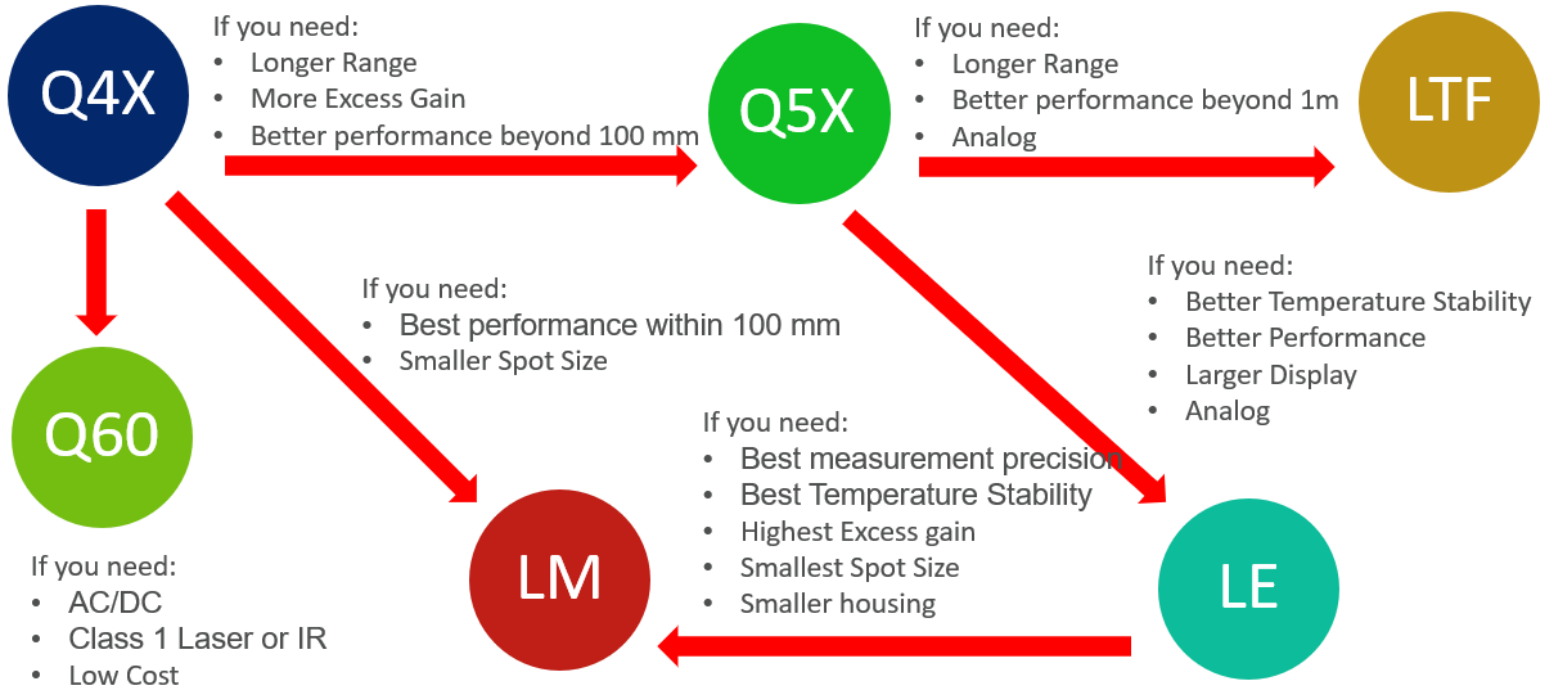 Q4X
If you need:
• Longer Range
• More Excess Gain
• Better performance beyond 100 mm
Q5X
If you need:
• Longer Range
• Better performance beyond 1m
• Analog
LTF
If you need:
• Best performance within 100 mm
• Smaller Spot Size
If you need:
• Better Temperature Stability
• Better Performance
• Larger Display
• Analog
Q60
If you need:
• AC/DC
• Class 1 Laser or IR
• Low Cost
LM
If you need:
• Best measurement precision
• Best Temperature Stability
• Highest Excess gain
• Smallest Spot Size
• Smaller housing
LE